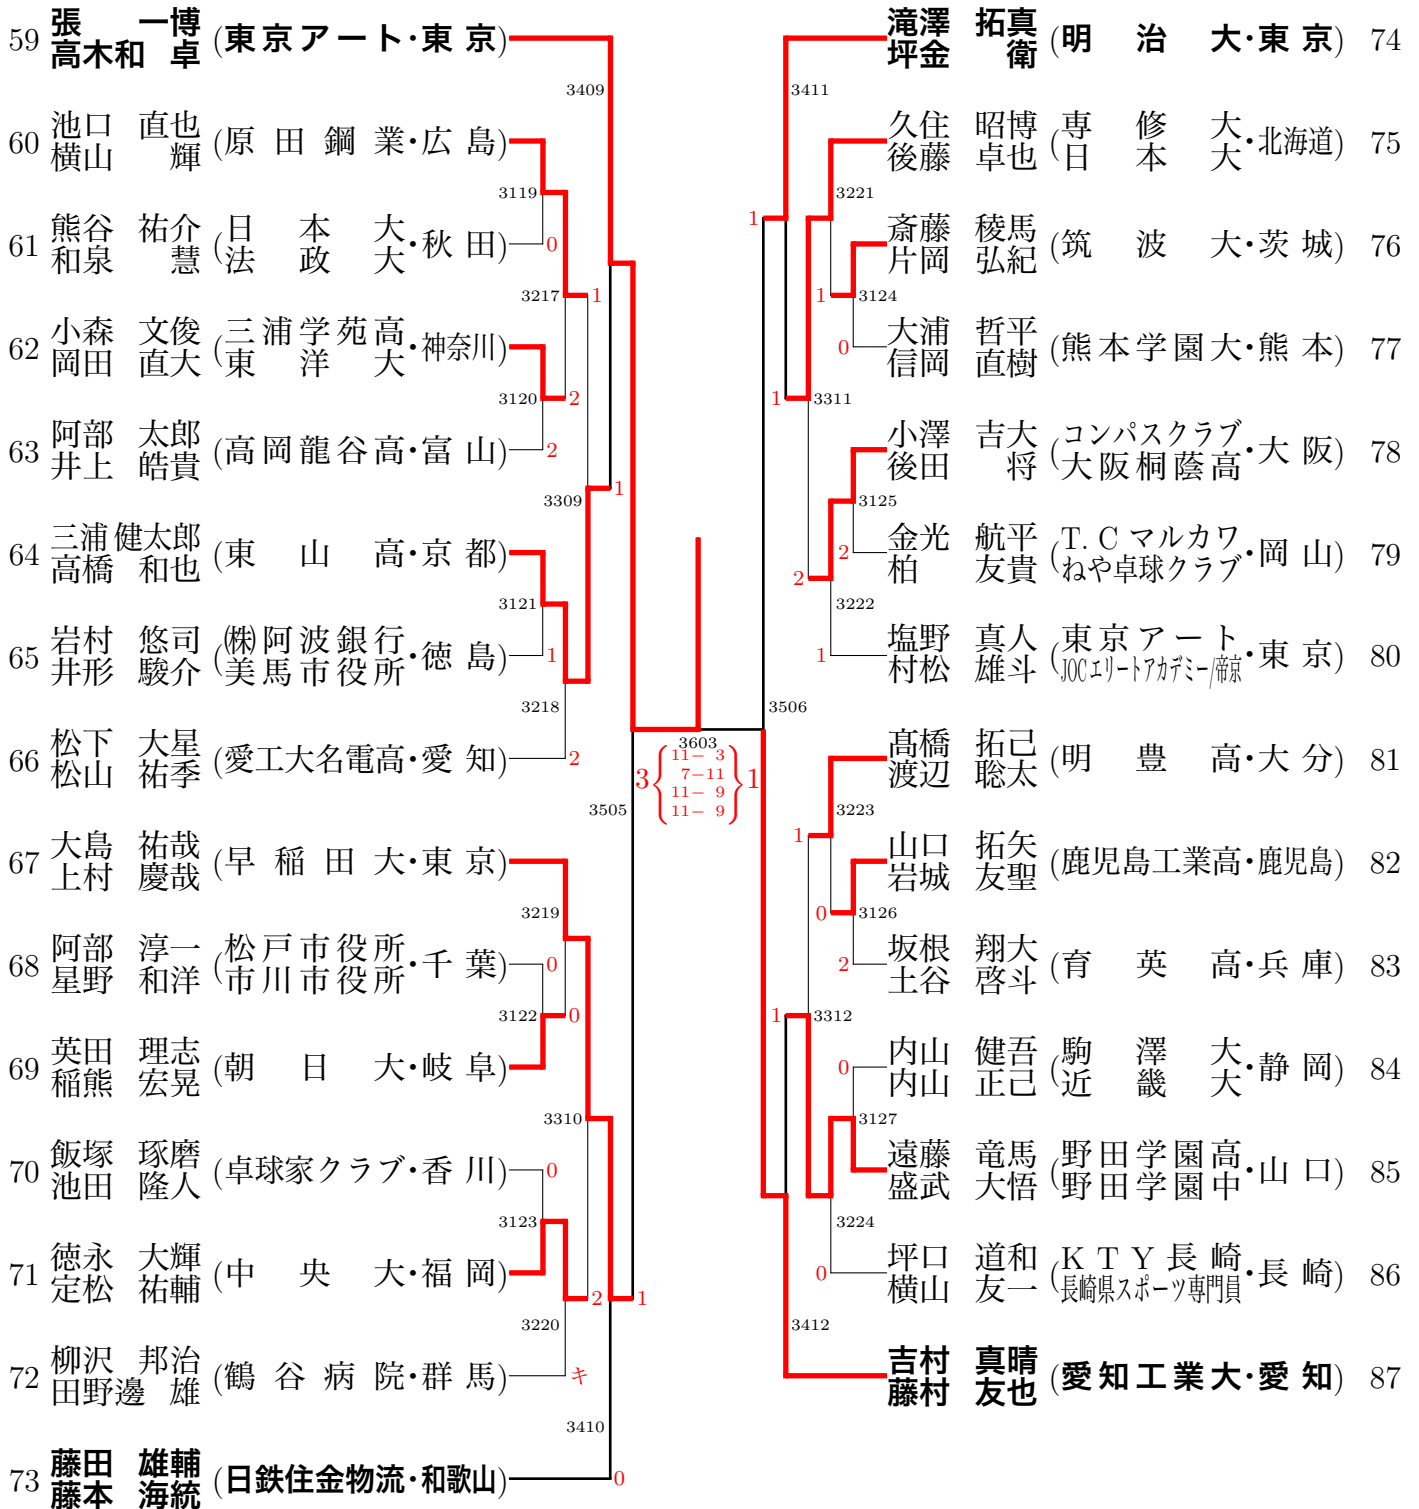 59 張 一博 (東京アート・東京)
高木和 卓
3409
60 池口 直也 (原田鋼業・広島)
横山 輝
3119
61 熊谷 祐介 (日本大・秋田) 0
和泉 慧 法政大
3217 1
62 小森 文俊 (三浦学苑高・神奈川)
岡田 直大 東洋大
3120 2
63 阿部 太郎 (高岡龍谷高・富山) 2
井上 皓貴
3309 1
64 三浦健太郎 (東山高・京都)
高橋 和也
3121
65 岩村 悠司 (㈱阿波銀行・徳島) 1
井形 駿介 美馬市役所
3218
66 松下 大星 (愛工大名電高・愛知) 2
松山 祐季
3505
67 大島 祐哉 (早稲田大・東京)
上村 慶哉
3219
68 阿部 淳一 (松戸市役所・千葉) 0
星野 和洋 市川市役所
3122 0
69 英田 理志 (朝日大・岐阜)
稲熊 宏晃
3310
70 飯塚 琢磨 (卓球家クラブ・香川) 0
池田 隆人
3123
71 徳永 大輝 (中央大・福岡)
定松 祐輔
2 1
3220
72 柳沢 邦治 (鶴谷病院・群馬) キ
田野邊 雄
3410
73 藤田 雄輔 (日鉄住金物流・和歌山) 0
藤本 海統
3603
3 1
11– 3
7–11
11– 9
11– 9
滝澤 拓真 (明治大・東京) 74
坪金 衛
3411
久住 昭博 (専修大・北海道) 75
後藤 卓也 日本大
3221
1
斎藤 稜馬 (筑波大・茨城) 76
片岡 弘紀
1 3124
0 大浦 哲平 (熊本学園大・熊本) 77
信岡 直樹
1 3311
小澤 吉大 (コンパスクラブ・大阪) 78
後田 将 大阪桐蔭高
3125
2 金光 航平 (T.Cマルカワ・岡山) 79
柏 友貴 ねや卓球クラブ
2 3222
1 塩野 真人 (東京アート・東京) 80
村松 雄斗 JOCエリートアカデミー/帝京
3506
髙橋 拓己 (明豊高・大分) 81
渡辺 聡太
3223
1
山口 拓矢 (鹿児島工業高・鹿児島) 82
岩城 友聖
0 3126
2 坂根 翔大 (育英高・兵庫) 83
土谷 啓斗
1 3312
0 内山 健吾 (駒澤大・静岡) 84
内山 正己 近畿大
3127
遠藤 竜馬 (野田学園高・山口) 85
盛武 大悟 野田学園中
3224
0 坪口 道和 (KTY長崎・長崎) 86
横山 友一 長崎県スポーツ専門員
3412
吉村 真晴 (愛知工業大・愛知) 87
藤村 友也